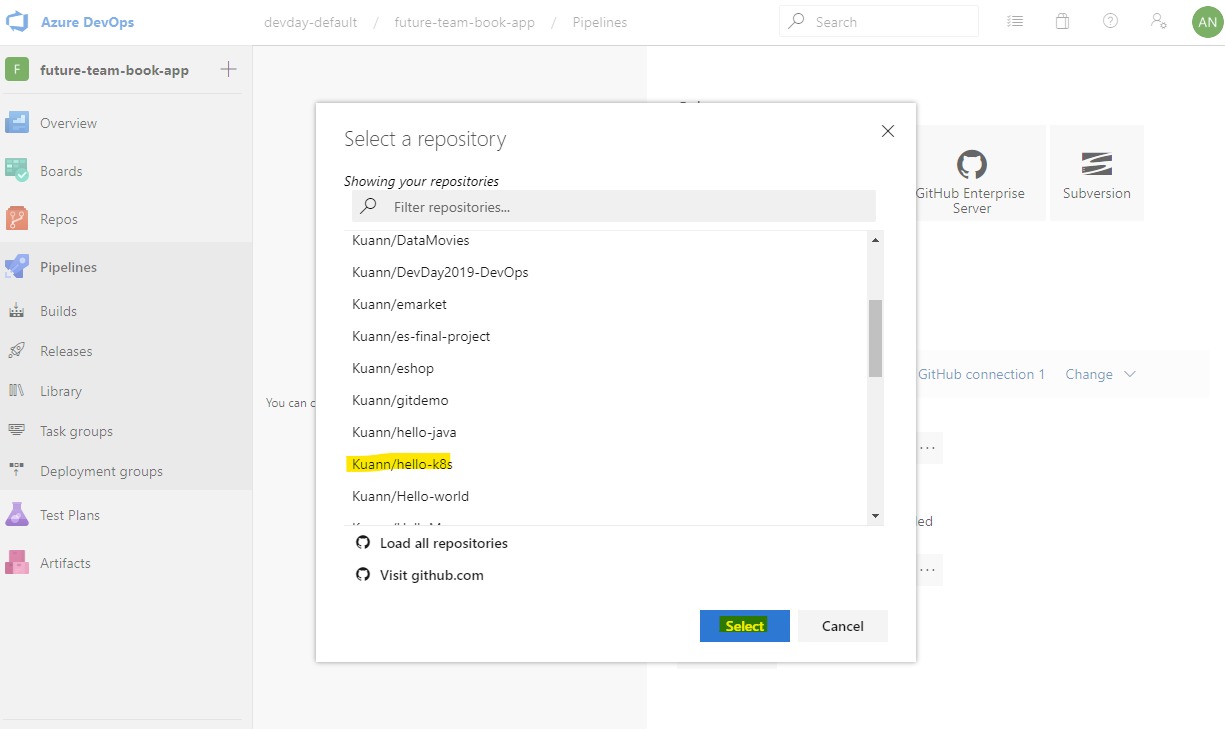 Azure DevOps
devday-default / future-team-book-app / Pipelines
Search
AN
F future-team-book-app
Overview
Boards
Repos
Pipelines
Builds
Releases
Library
Task groups
Deployment groups
Test Plans
Artifacts
You can c
Select a repository
Showing your repositories
Filter repositories...
Kuann/DataMovies
Kuann/DevDay2019-DevOps
Kuann/emarket
Kuann/es-final-project
Kuann/eshop
Kuann/gitdemo
Kuann/hello-java
Kuann/hello-k8s
Kuann/Hello-world
Load all repositories
Visit github.com
Select
Cancel
GitHub Enterprise
Server
Subversion
GitHub connection 1
Change
...
ed
...